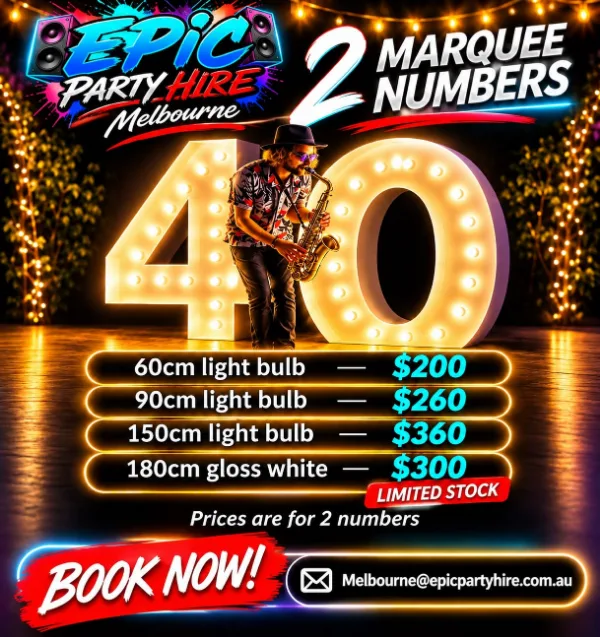 EPIC
PARTY HIRE
Melbourne
2 MARQUEE
NUMBERS
40
60cm light bulb — $200
90cm light bulb — $260
150cm light bulb — $360
180cm gloss white — $300
LIMITED STOCK
Prices are for 2 numbers
BOOK NOW!
Melbourne@epicpartyhire.com.au